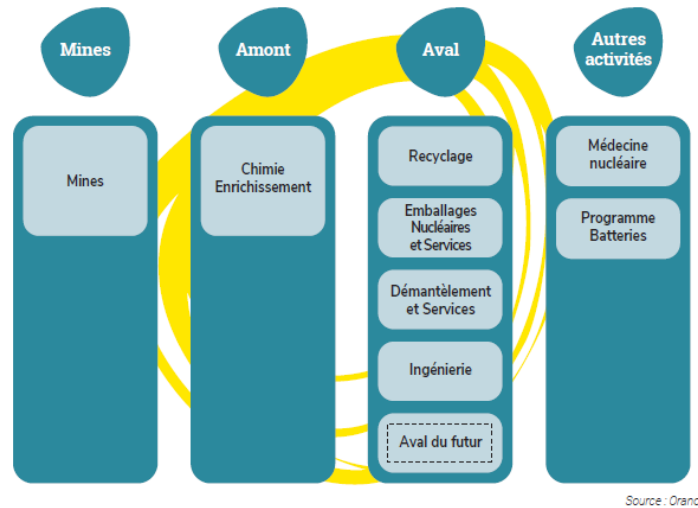 Mines
Amont
Aval
Autres
activités
Mines
Chimie
Enrichissement
Recyclage
Emballages
Nucléaires
et Services
Démantèlement
et Services
Ingénierie
Aval du futur
Médecine
nucléaire
Programme
Batteries
Source : Orano